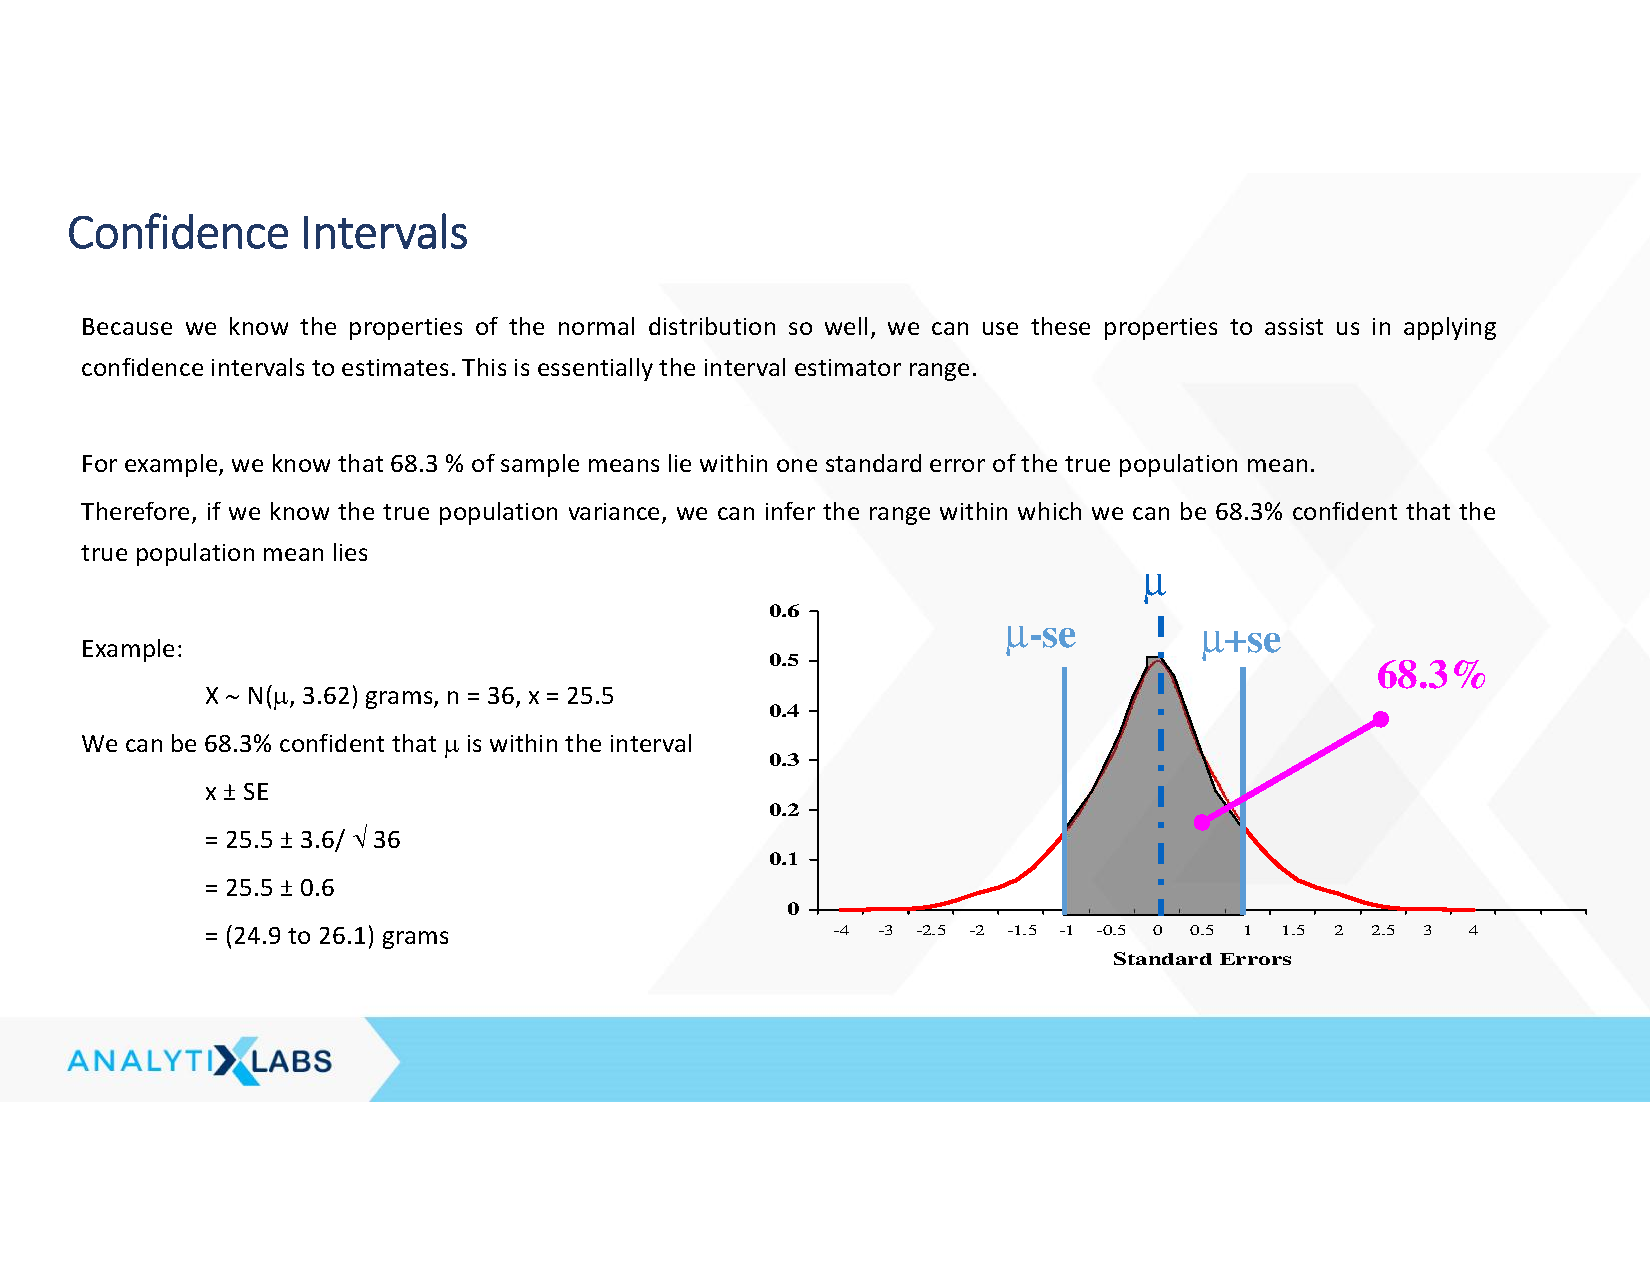 Confidence Intervals
Because we know the properties of the normal distribution so well, we can use these properties to assist us in applying
confidence intervals to estimates. This is essentially the interval estimator range.
For example, we know that 68.3 % of sample means lie within one standard error of the true population mean.
Therefore, if we know the true population variance, we can infer the range within which we can be 68.3% confident that the
true population mean lies
Example:
X ~ N(μ, 3.62) grams, n = 36, x = 25.5
We can be 68.3% confident that μ is within the interval
x ± SE
= 25.5 ± 3.6/ √ 36
= 25.5 ± 0.6
= (24.9 to 26.1) grams
μ
μ-se
μ+se
68.3%
0.6
0.5
0.4
0.3
0.2
0.1
0
-4 -3 -2.5 -2 -1.5 -1 -0.5 0 0.5 1 1.5 2 2.5 3 4
Standard Errors
ANALYTIXLABS